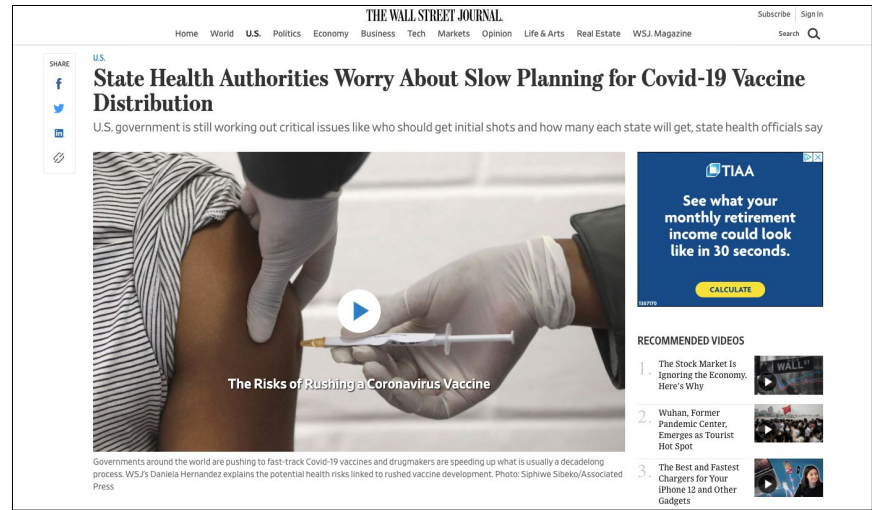 THE WALL STREET JOURNAL.
Subscribe Sign In
Home World U.S. Politics Economy Business Tech Markets Opinion Life & Arts Real Estate WSJ. Magazine
Search
SHARE
U.S.
State Health Authorities Worry About Slow Planning for Covid-19 Vaccine
Distribution
U.S. government is still working out critical issues like who should get initial shots and how many each state will get, state health officials say
The Risks of Rushing a Coronavirus Vaccine
Governments around the world are pushing to fast-track Covid-19 vaccines and drugmakers are speeding up what is usually a decadelong
process. WSJ's Daniela Hernandez explains the potential health risks linked to rushed vaccine development. Photo: Siphiwe Sibeko/Associated
Press
TIAA
See what your
monthly retirement
income could look
like in 30 seconds.
CALCULATE
1307170
RECOMMENDED VIDEOS
1. The Stock Market Is
Ignoring the Economy.
Here's Why
WALL ST
2. Wuhan, Former
Pandemic Center,
Emerges as Tourist
Hot Spot
3. The Best and Fastest
Chargers for Your
iPhone 12 and Other
Gadgets